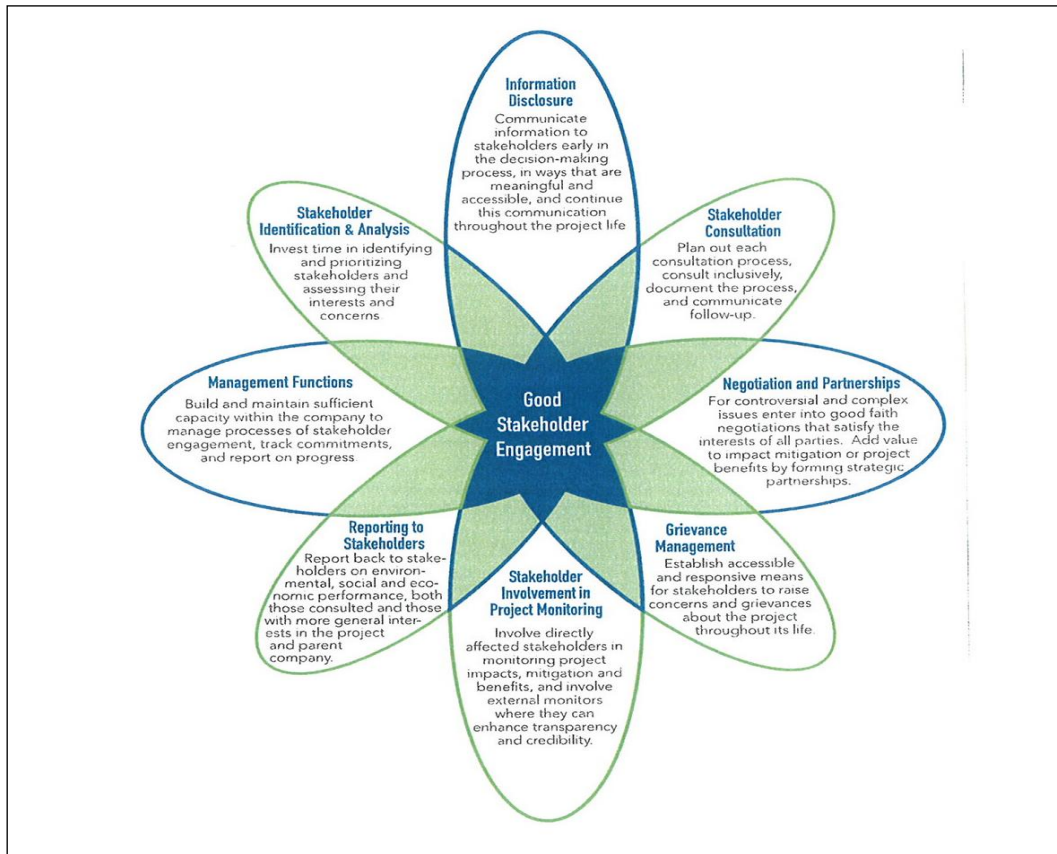 Information
Disclosure
Communicate
information to
stakeholders early in
the decision-making
process, in ways that are
meaningful and
accessible, and continue
this communication
throughout the project life
Stakeholder
Consultation
Plan out each
consultation process,
consult inclusively,
document the process,
and communicate
follow-up.
Negotiation and Partnerships
For controversial and complex
issues enter into good faith
negotiations that satisfy the
interests of all parties. Add value
to impact mitigation or project
benefits by forming strategic
partnerships.
Grievance
Management
Establish accessible
and responsive means
for stakeholders to raise
concerns and grievances
about the project
throughout its life.
Stakeholder
Involvement in
Project Monitoring
Involve directly
affected stakeholders in
monitoring project
impacts, mitigation and
benefits, and involve
external monitors
where they can
enhance transparency
and credibility.
Reporting to
Stakeholders
Report back to stake-
holders on environ-
mental, social and eco-
nomic performance, both
those consulted and those
with more general inter-
ests in the project
and parent
company.
Management Functions
Build and maintain sufficient
capacity within the company to
manage processes of stakeholder
engagement, track commitments,
and report on progress.
Stakeholder
Identification & Analysis
Invest time in identifying
and prioritizing
stakeholders and
assessing their
interests and
concerns
Good
Stakeholder
Engagement